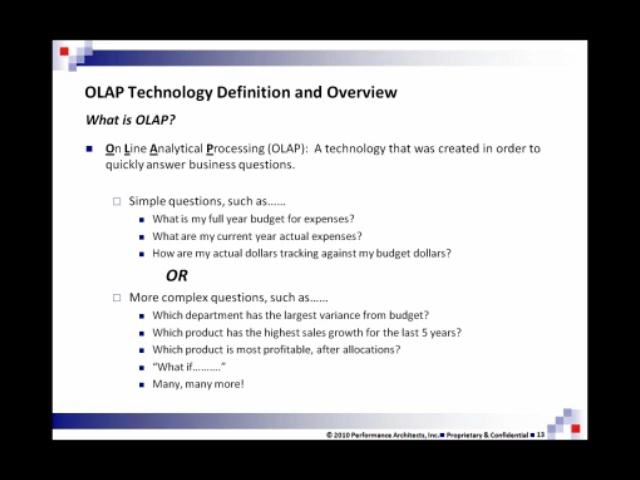 OLAP Technology Definition and Overview
What is OLAP?
On Line Analytical Processing (OLAP): A technology that was created in order to
quickly answer business questions.
Simple questions, such as......
What is my full year budget for expenses?
What are my current year actual expenses?
How are my actual dollars tracking against my budget dollars?
OR
More complex questions, such as......
Which department has the largest variance from budget?
Which product has the highest sales growth for the last 5 years?
Which product is most profitable, after allocations?
“What if……….”
Many, many more!
© 2010 Performance Architects, Inc. ■ Proprietary & Confidential ■ 13